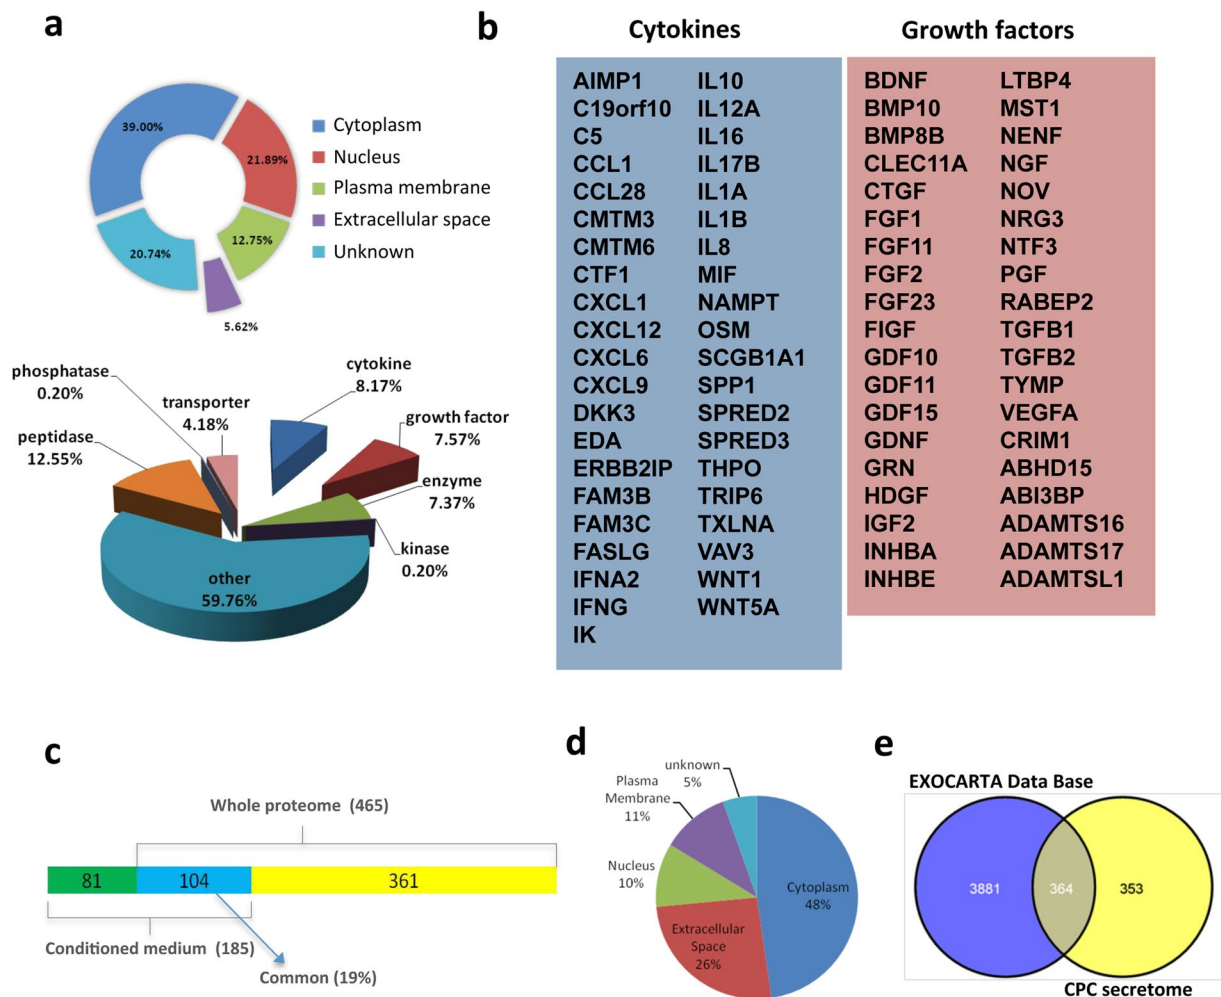 a
39.00%
21.89%
12.75%
5.62%
20.74%
Cytoplasm
Nucleus
Plasma membrane
Extracellular space
Unknown
phosphatase
0.20%
transporter
4.18%
peptidase
12.55%
cytokine
8.17%
growth factor
7.57%
enzyme
7.37%
kinase
0.20%
other
59.76%
b
Cytokines
AIMP1 IL10
C19orf10 IL12A
C5 IL16
CCL1 IL17B
CCL28 IL1A
CMTM3 IL1B
CMTM6 IL8
CTF1 MIF
CXCL1 NAMPT
CXCL12 OSM
CXCL6 SCGB1A1
CXCL9 SPP1
DKK3 SPRED2
EDA SPRED3
ERBB2IP THPO
FAM3B TRIP6
FAM3C TXLNA
FASLG VAV3
IFNA2 WNT1
IFNG WNT5A
IK
Growth factors
BDNF LTBP4
BMP10 MST1
BMP8B NENF
CLEC11A NGF
CTGF NOV
FGF1 NRG3
FGF11 NTF3
FGF2 PGF
FGF23 RABEP2
FIGF TGFB1
GDF10 TGFB2
GDF11 TYMP
GDF15 VEGFA
GDNF CRIM1
GRN ABHD15
HDGF ABI3BP
IGF2 ADAMTS16
INHBA ADAMTS17
INHBE ADAMTSL1
c
Whole proteome (465)
81 104 361
Conditioned medium (185)
Common (19%)
d
unknown
5%
Plasma
Membrane
11%
Nucleus
10%
Cytoplasm
48%
Extracellular
Space
26%
e
EXOCARTA Data Base
3881 364 353
CPC secretome